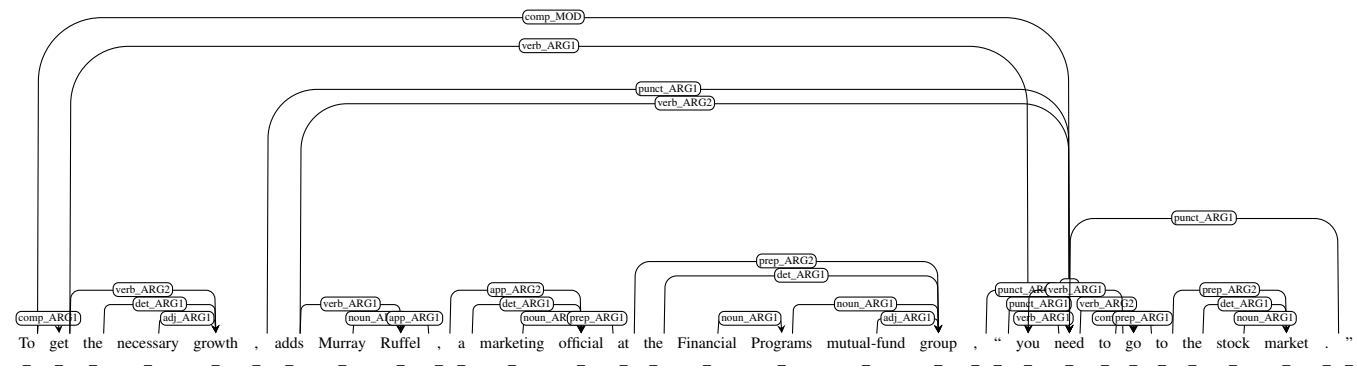 comp_MOD
verb_ARG1
punct_ARG1
verb_ARG2
punct_ARG1
prep_ARG2
det_ARG1
verb_ARG2 app_ARG2 verb_ARG1 prep_ARG2
det_ARG1 verb_ARG1 det_ARG1 noun_ARG1 punct_ARG1 verb_ARG2 det_ARG1
comp_ARG1 adj_ARG1 app_ARG1 prep_ARG1 noun_ARG1 adj_ARG1 verb_ARG1 prep_ARG1 noun_ARG1
To get the necessary growth , adds Murray Ruffel , a marketing official at the Financial Programs mutual-fund group , “ you need to go to the stock market . ”
_ _ _ _ _ _ _ _ _ _ _ _ _ _ _ _ _ _ _ _ _ _ _ _ _ _ _ _ _ _ _ _